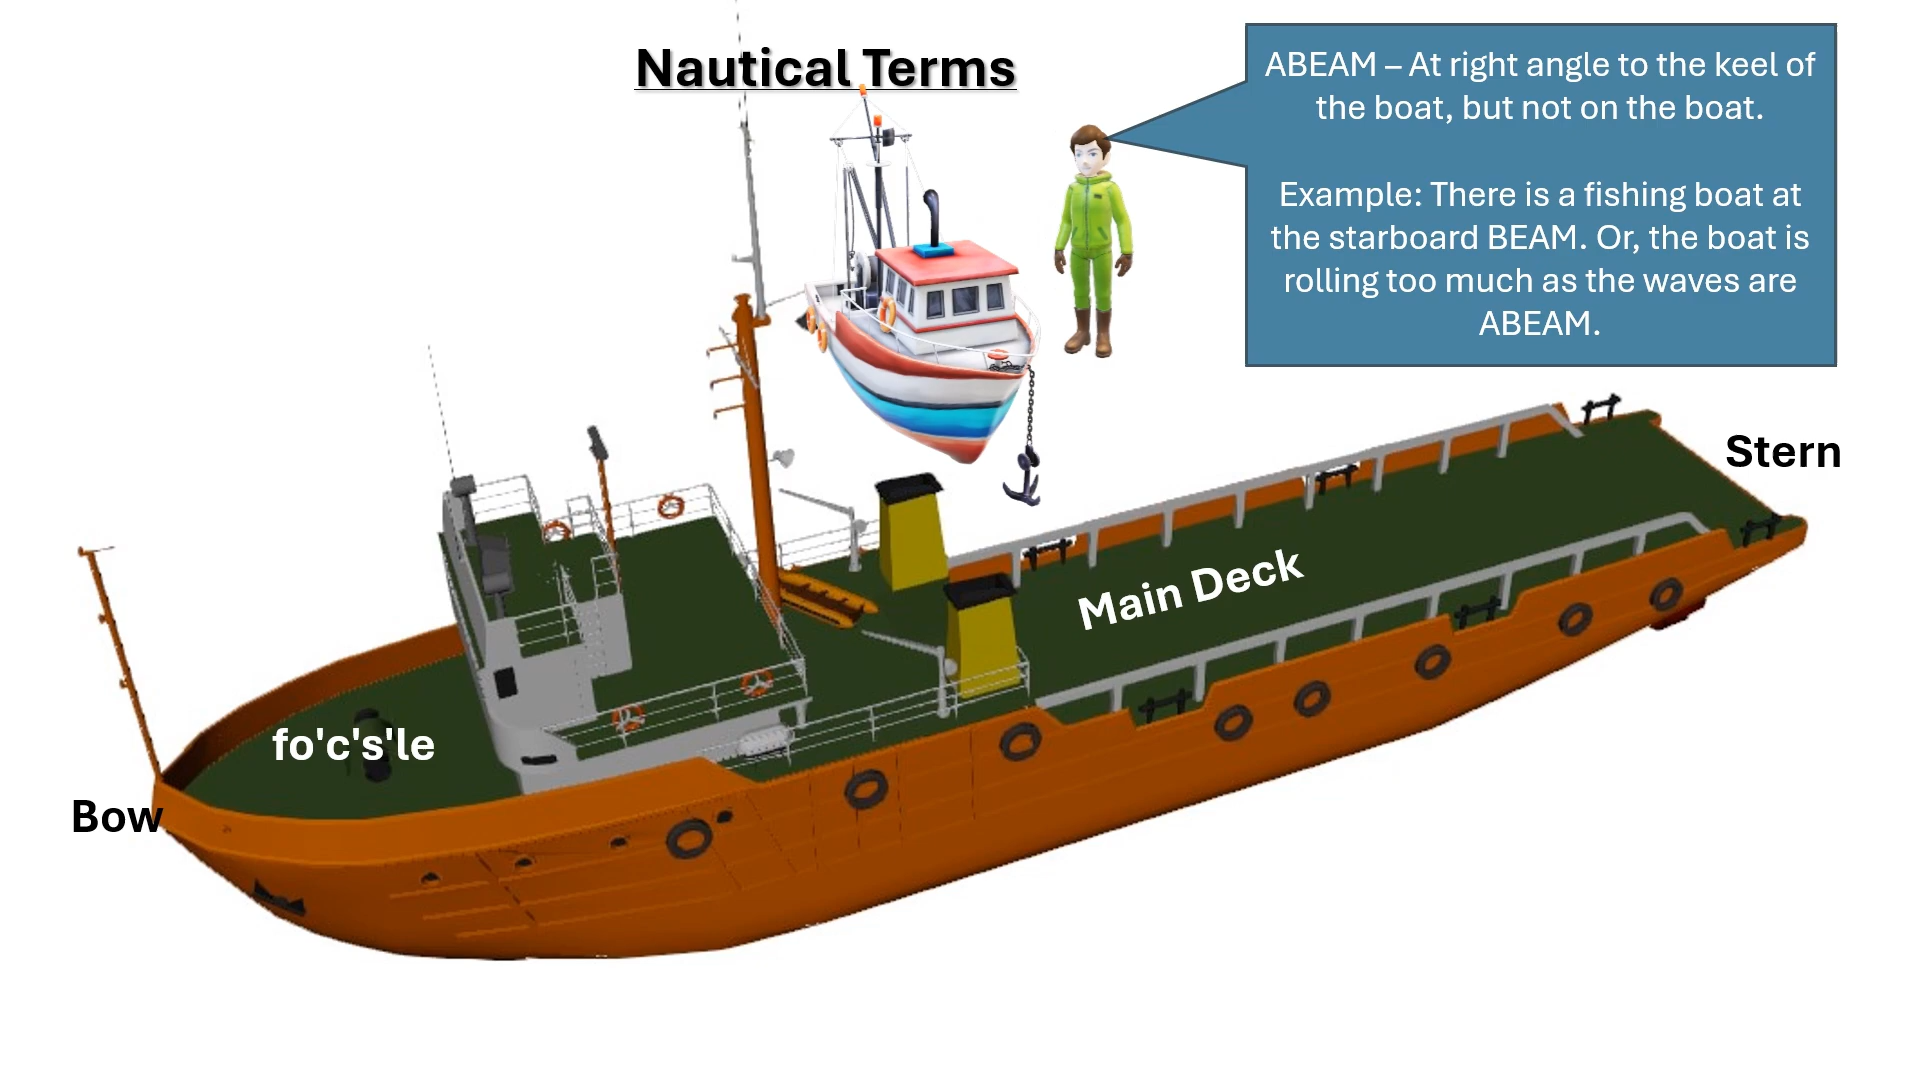 Nautical Terms
ABEAM – At right angle to the keel of
the boat, but not on the boat.
Example: There is a fishing boat at
the starboard BEAM. Or, the boat is
rolling too much as the waves are
ABEAM.
Stern
Main Deck
fo'c's'le
Bow